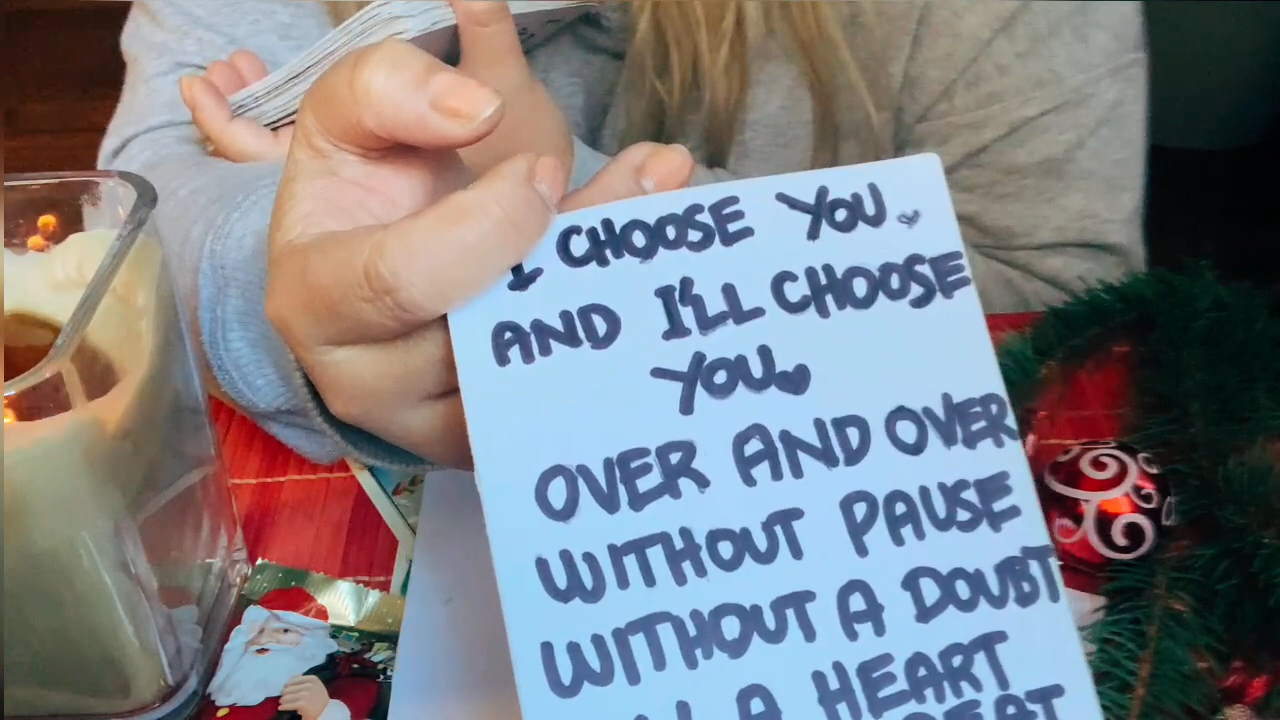 I CHOOSE YOU.
AND I'LL CHOOSE
YOU
OVER AND OVER
WITHOUT PAUSE
WITHOUT A DOUBT
A HEART